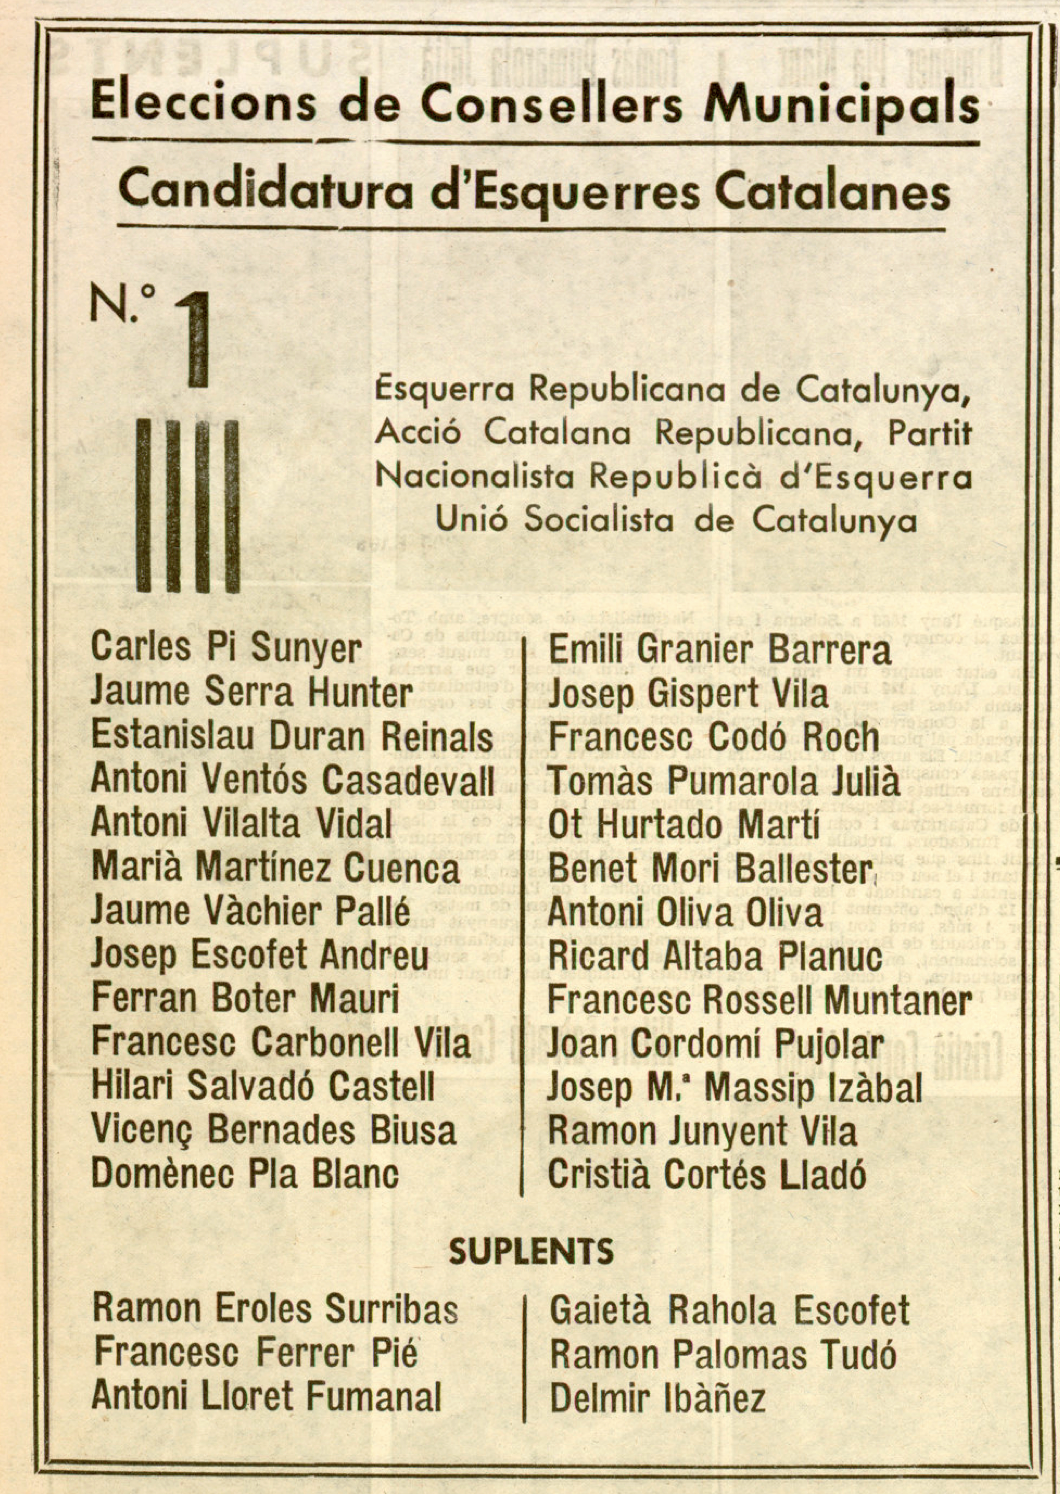 Eleccions de Consellers Municipals
Candidatura d'Esquerres Catalanes
N.º 1
Esquerra Republicana de Catalunya,
Acció Catalana Republicana, Partit
Nacionalista Republicà d'Esquerra
Unió Socialista de Catalunya
Carles Pi Sunyer
Jaume Serra Hunter
Estanislau Duran Reinals
Antoni Ventós Casadevall
Antoni Vilalta Vidal
Marià Martínez Cuenca
Jaume Vàchier Pallé
Josep Escofet Andreu
Ferran Boter Mauri
Francesc Carbonell Vila
Hilari Salvadó Castell
Vicenç Bernades Biusa
Domènec Pla Blanc
Emili Granier Barrera
Josep Gispert Vila
Francesc Codó Roch
Tomàs Pumarola Julià
Ot Hurtado Martí
Benet Mori Ballester
Antoni Oliva Oliva
Ricard Altaba Planuc
Francesc Rossell Muntaner
Joan Cordomí Pujolar
Josep M.ª Massip Izàbal
Ramon Junyent Vila
Cristià Cortés Lladó
SUPLENTS
Ramon Eroles Surribas
Francesc Ferrer Pié
Antoni Lloret Fumanal
Gaietà Rahola Escofet
Ramon Palomas Tudó
Delmir Ibàñez